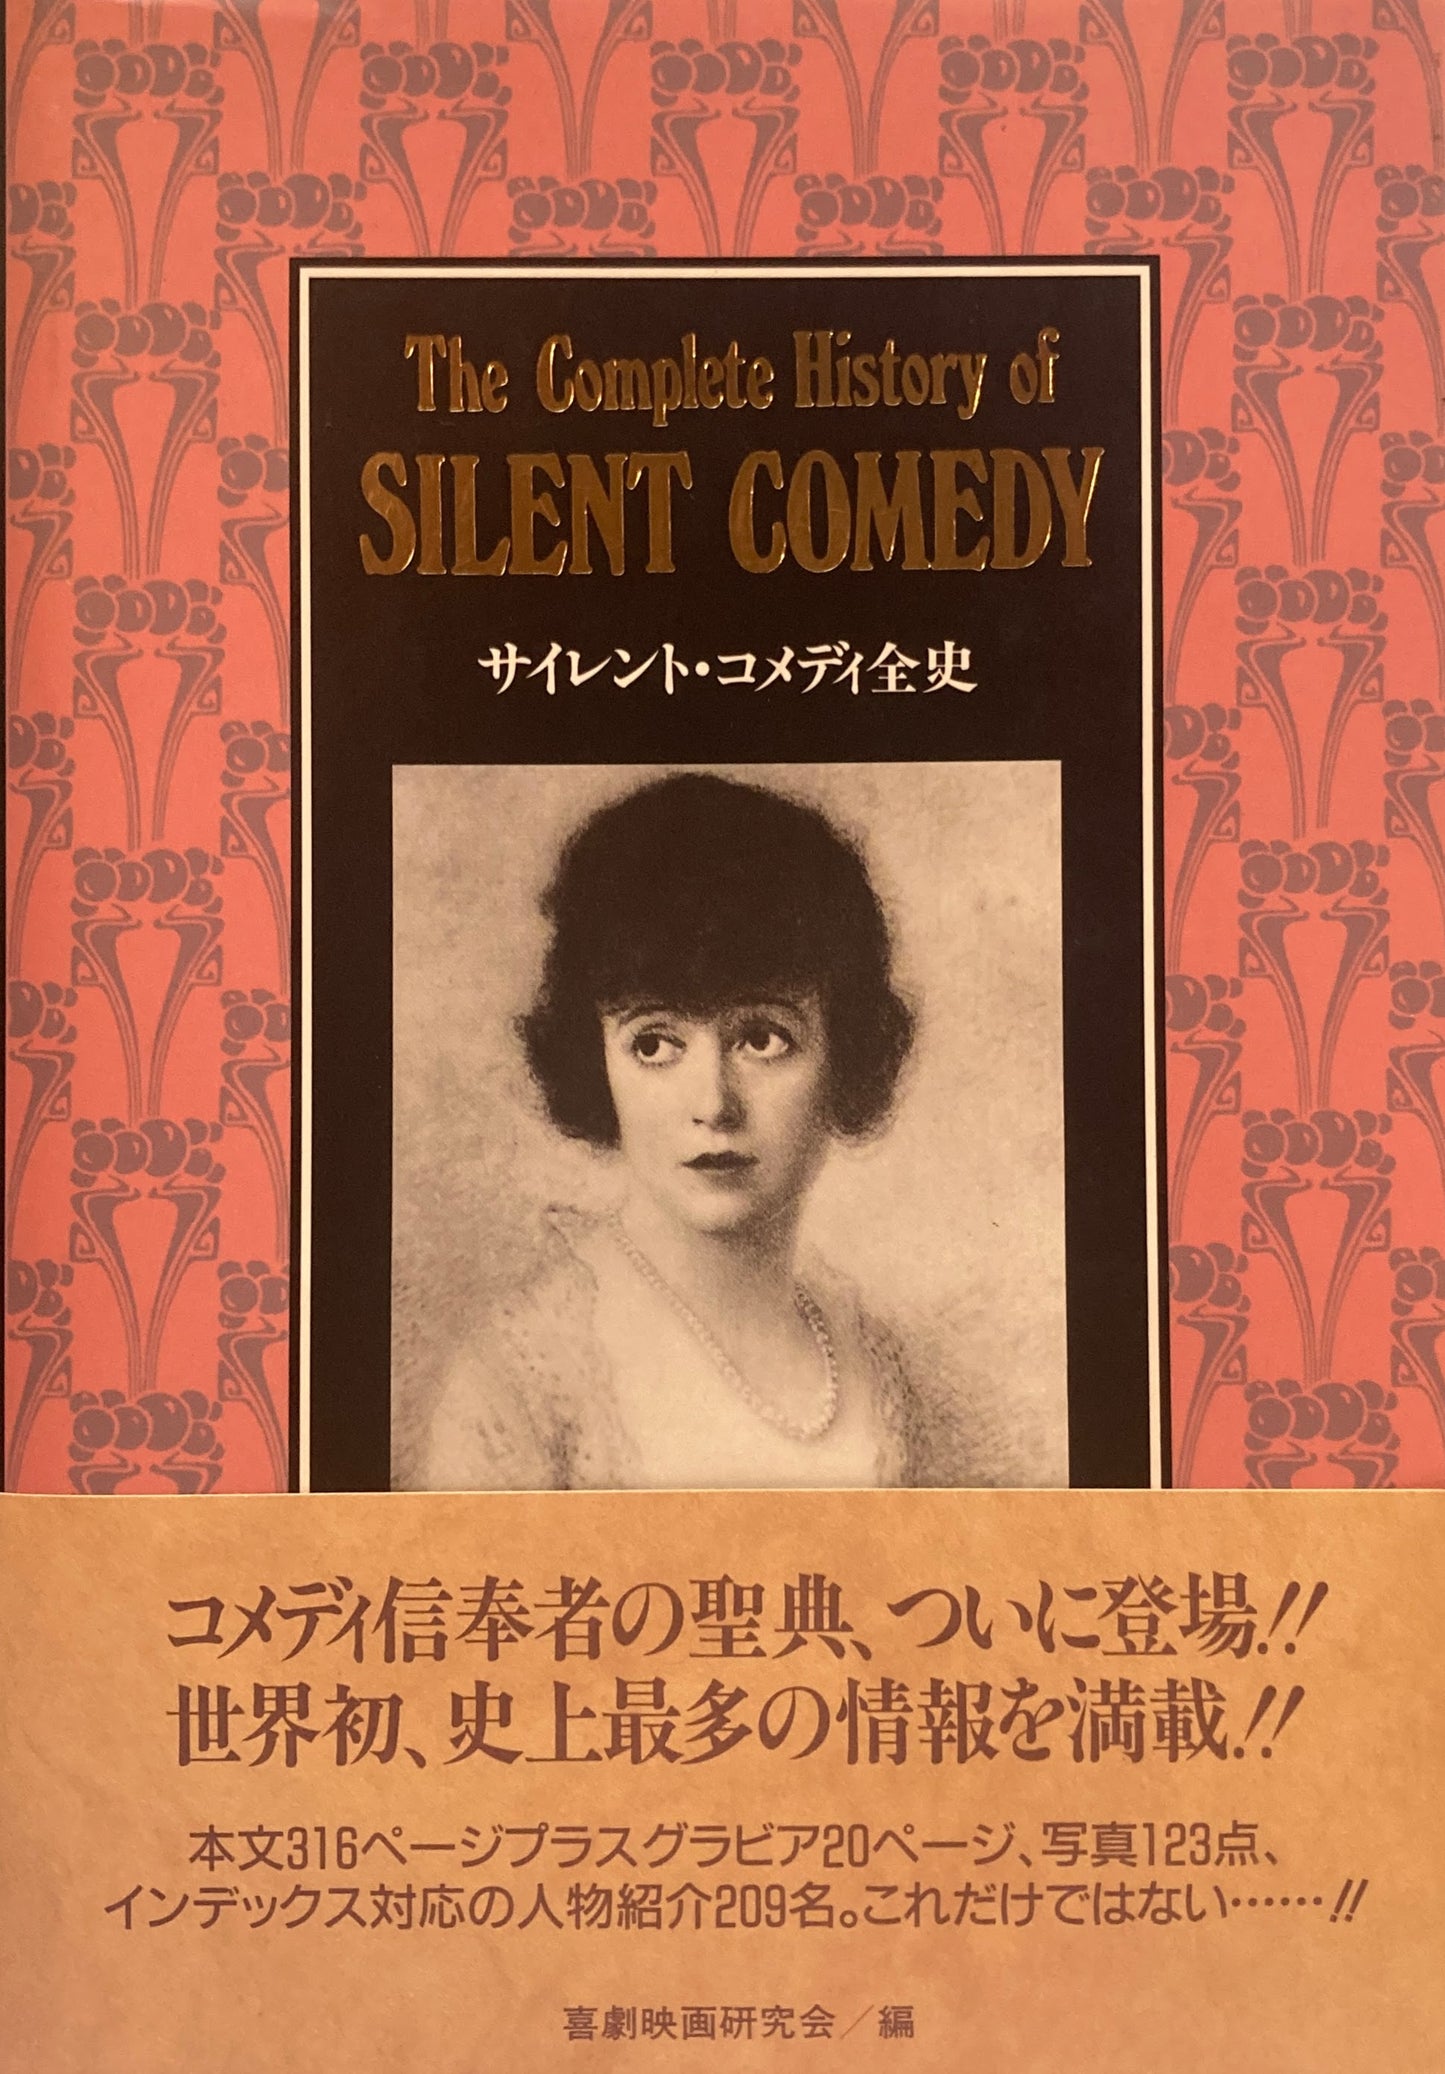 The Complete History of
SILENT COMEDY
サイレント・コメディ全史
コメディ信奉者の聖典、ついに登場!!
世界初、史上最多の情報を満載!!
本文316ページプラスグラビア20ページ、写真123点、
インデックス対応の人物紹介209名。これだけではない……!!
喜劇映画研究会／編